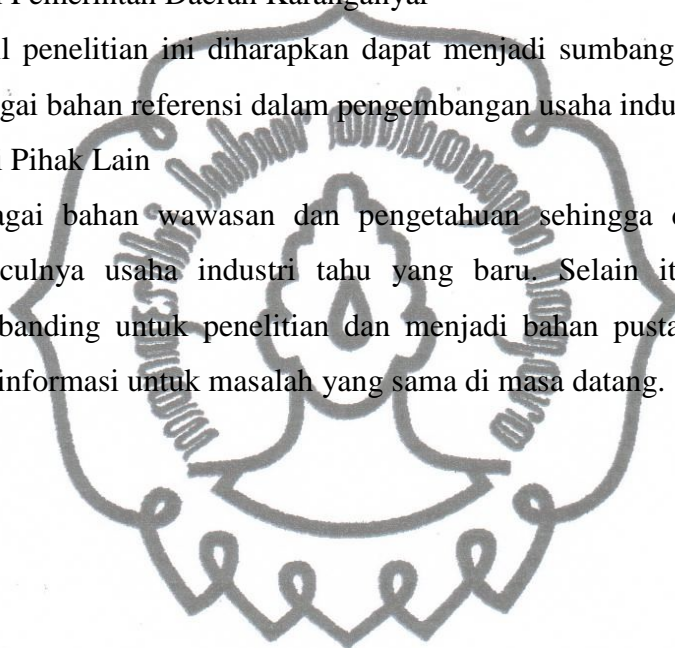 Pemerintah Daerah Karanganyar
l penelitian ini diharapkan dapat menjadi sumbang
gai bahan referensi dalam pengembangan usaha indu
Pihak Lain
agai bahan wawasan dan pengetahuan sehingga
culnya usaha industri tahu yang baru. Selain it
banding untuk penelitian dan menjadi bahan pusta
informasi untuk masalah yang sama di masa datang.